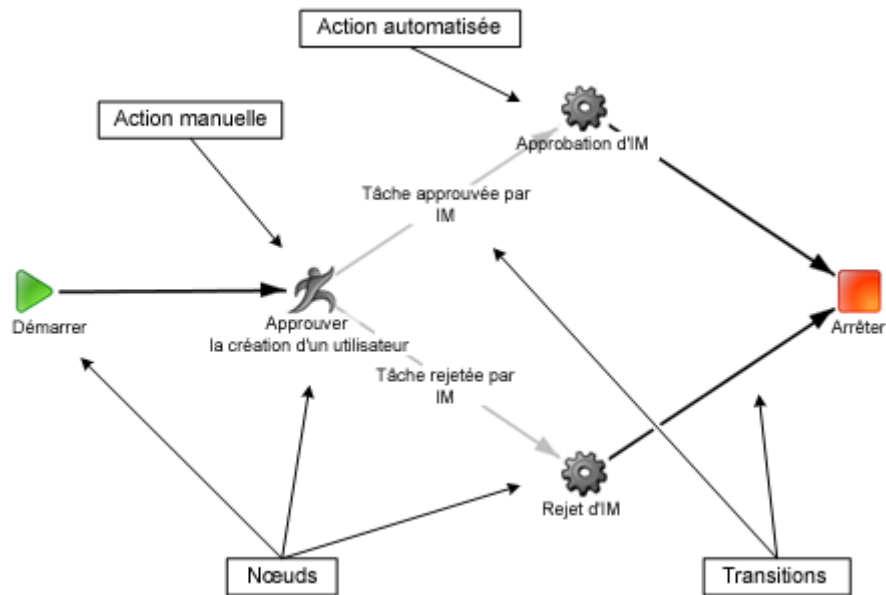 Action automatisée
Action manuelle
Approbation d'IM
Tâche approuvée par
IM
Démarrer
Approuver
la création d'un utilisateur
Arrêter
Tâche rejetée par
IM
Rejet d'IM
Nœuds
Transitions